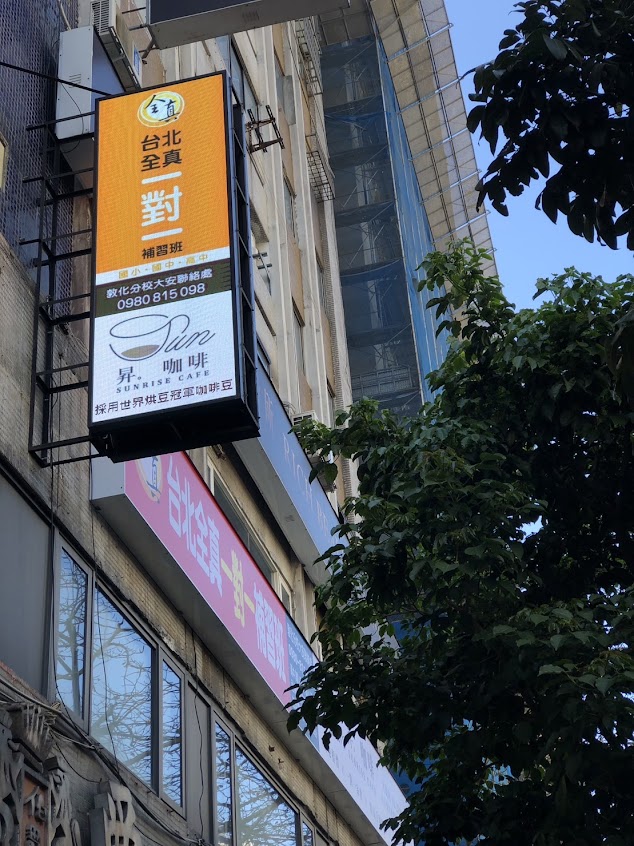 全真
台北
全真
一
對
一
補習班
國小、國中、高中
敦化分校大安聯絡處
0980 815 098
Sun
昇。咖啡
SUNRISE CAFE
採用世界烘豆冠軍咖啡豆
台北全真一對一補習班